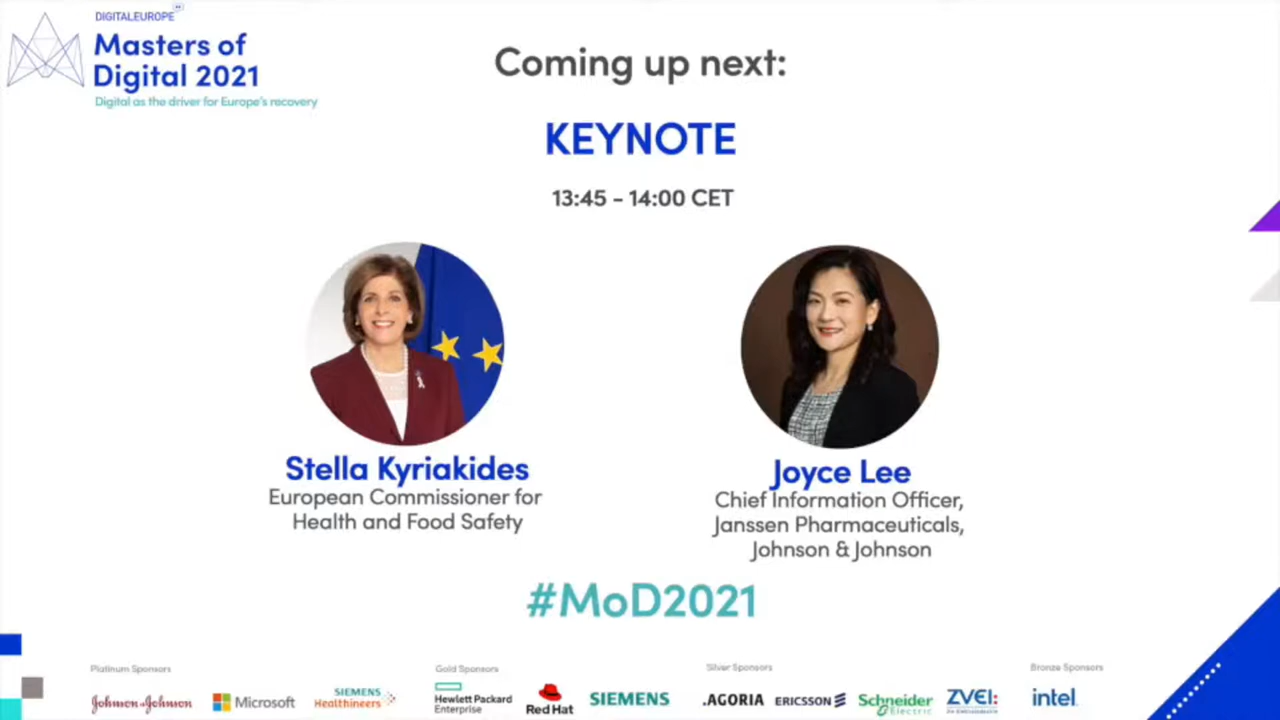 DIGITALEUROPE
Masters of
Digital 2021
Digital as the driver for Europe's recovery
Coming up next:
KEYNOTE
13:45 – 14:00 CET
Stella Kyriakides
European Commissioner for
Health and Food Safety
Joyce Lee
Chief Information Officer,
Janssen Pharmaceuticals,
Johnson & Johnson
#MoD2021
Platinum Sponsors
Johnson & Johnson
Microsoft
SIEMENS
Healthineers
Gold Sponsors
Hewlett Packard
Enterprise
Red Hat
SIEMENS
Silver Sponsors
.AGORIA
ERICSSON
Schneider
Electric
ZVEI:
Bronze Sponsors
intel.